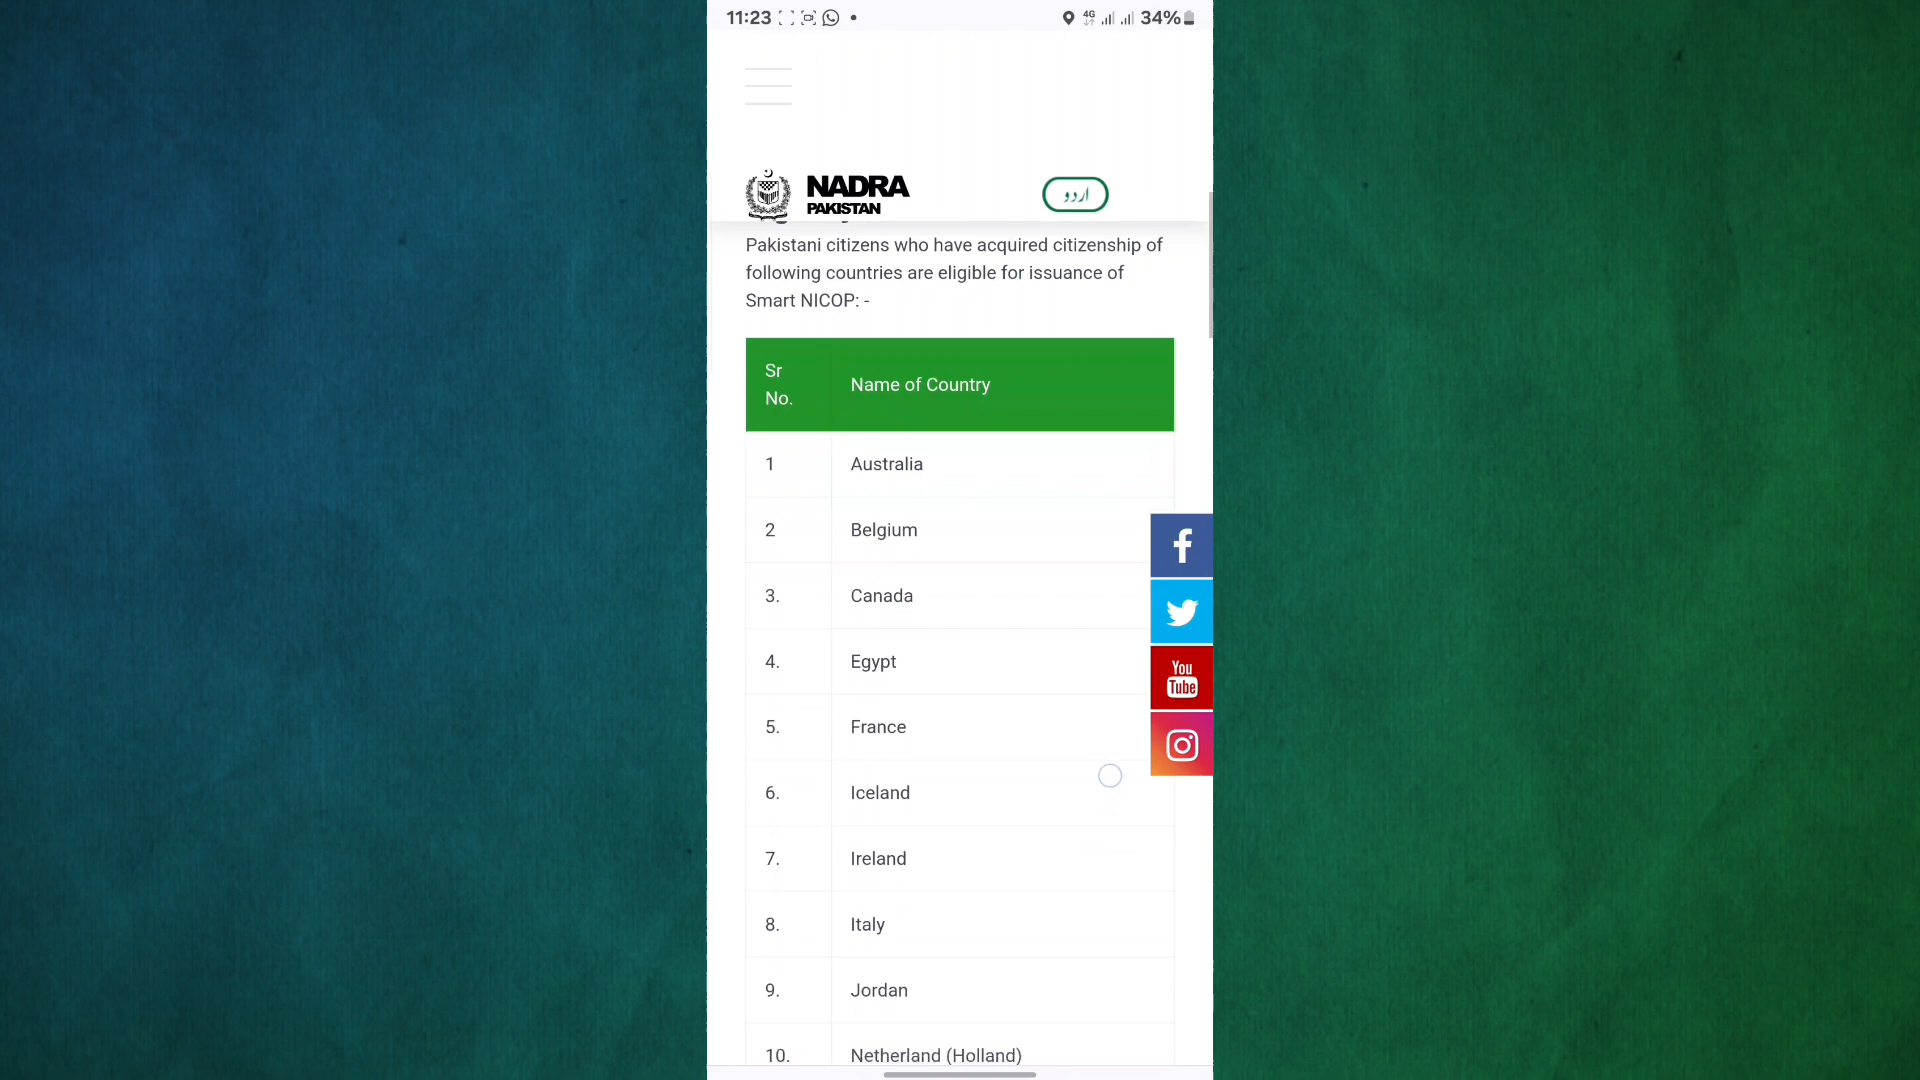 11:23
4G
34%
NADRA
PAKISTAN
اردو
Pakistani citizens who have acquired citizenship of
following countries are eligible for issuance of
Smart NICOP: -
Sr No. Name of Country
1 Australia
2 Belgium
3. Canada
4. Egypt
5. France
6. Iceland
7. Ireland
8. Italy
9. Jordan
10. Netherland (Holland)
f
You
Tube